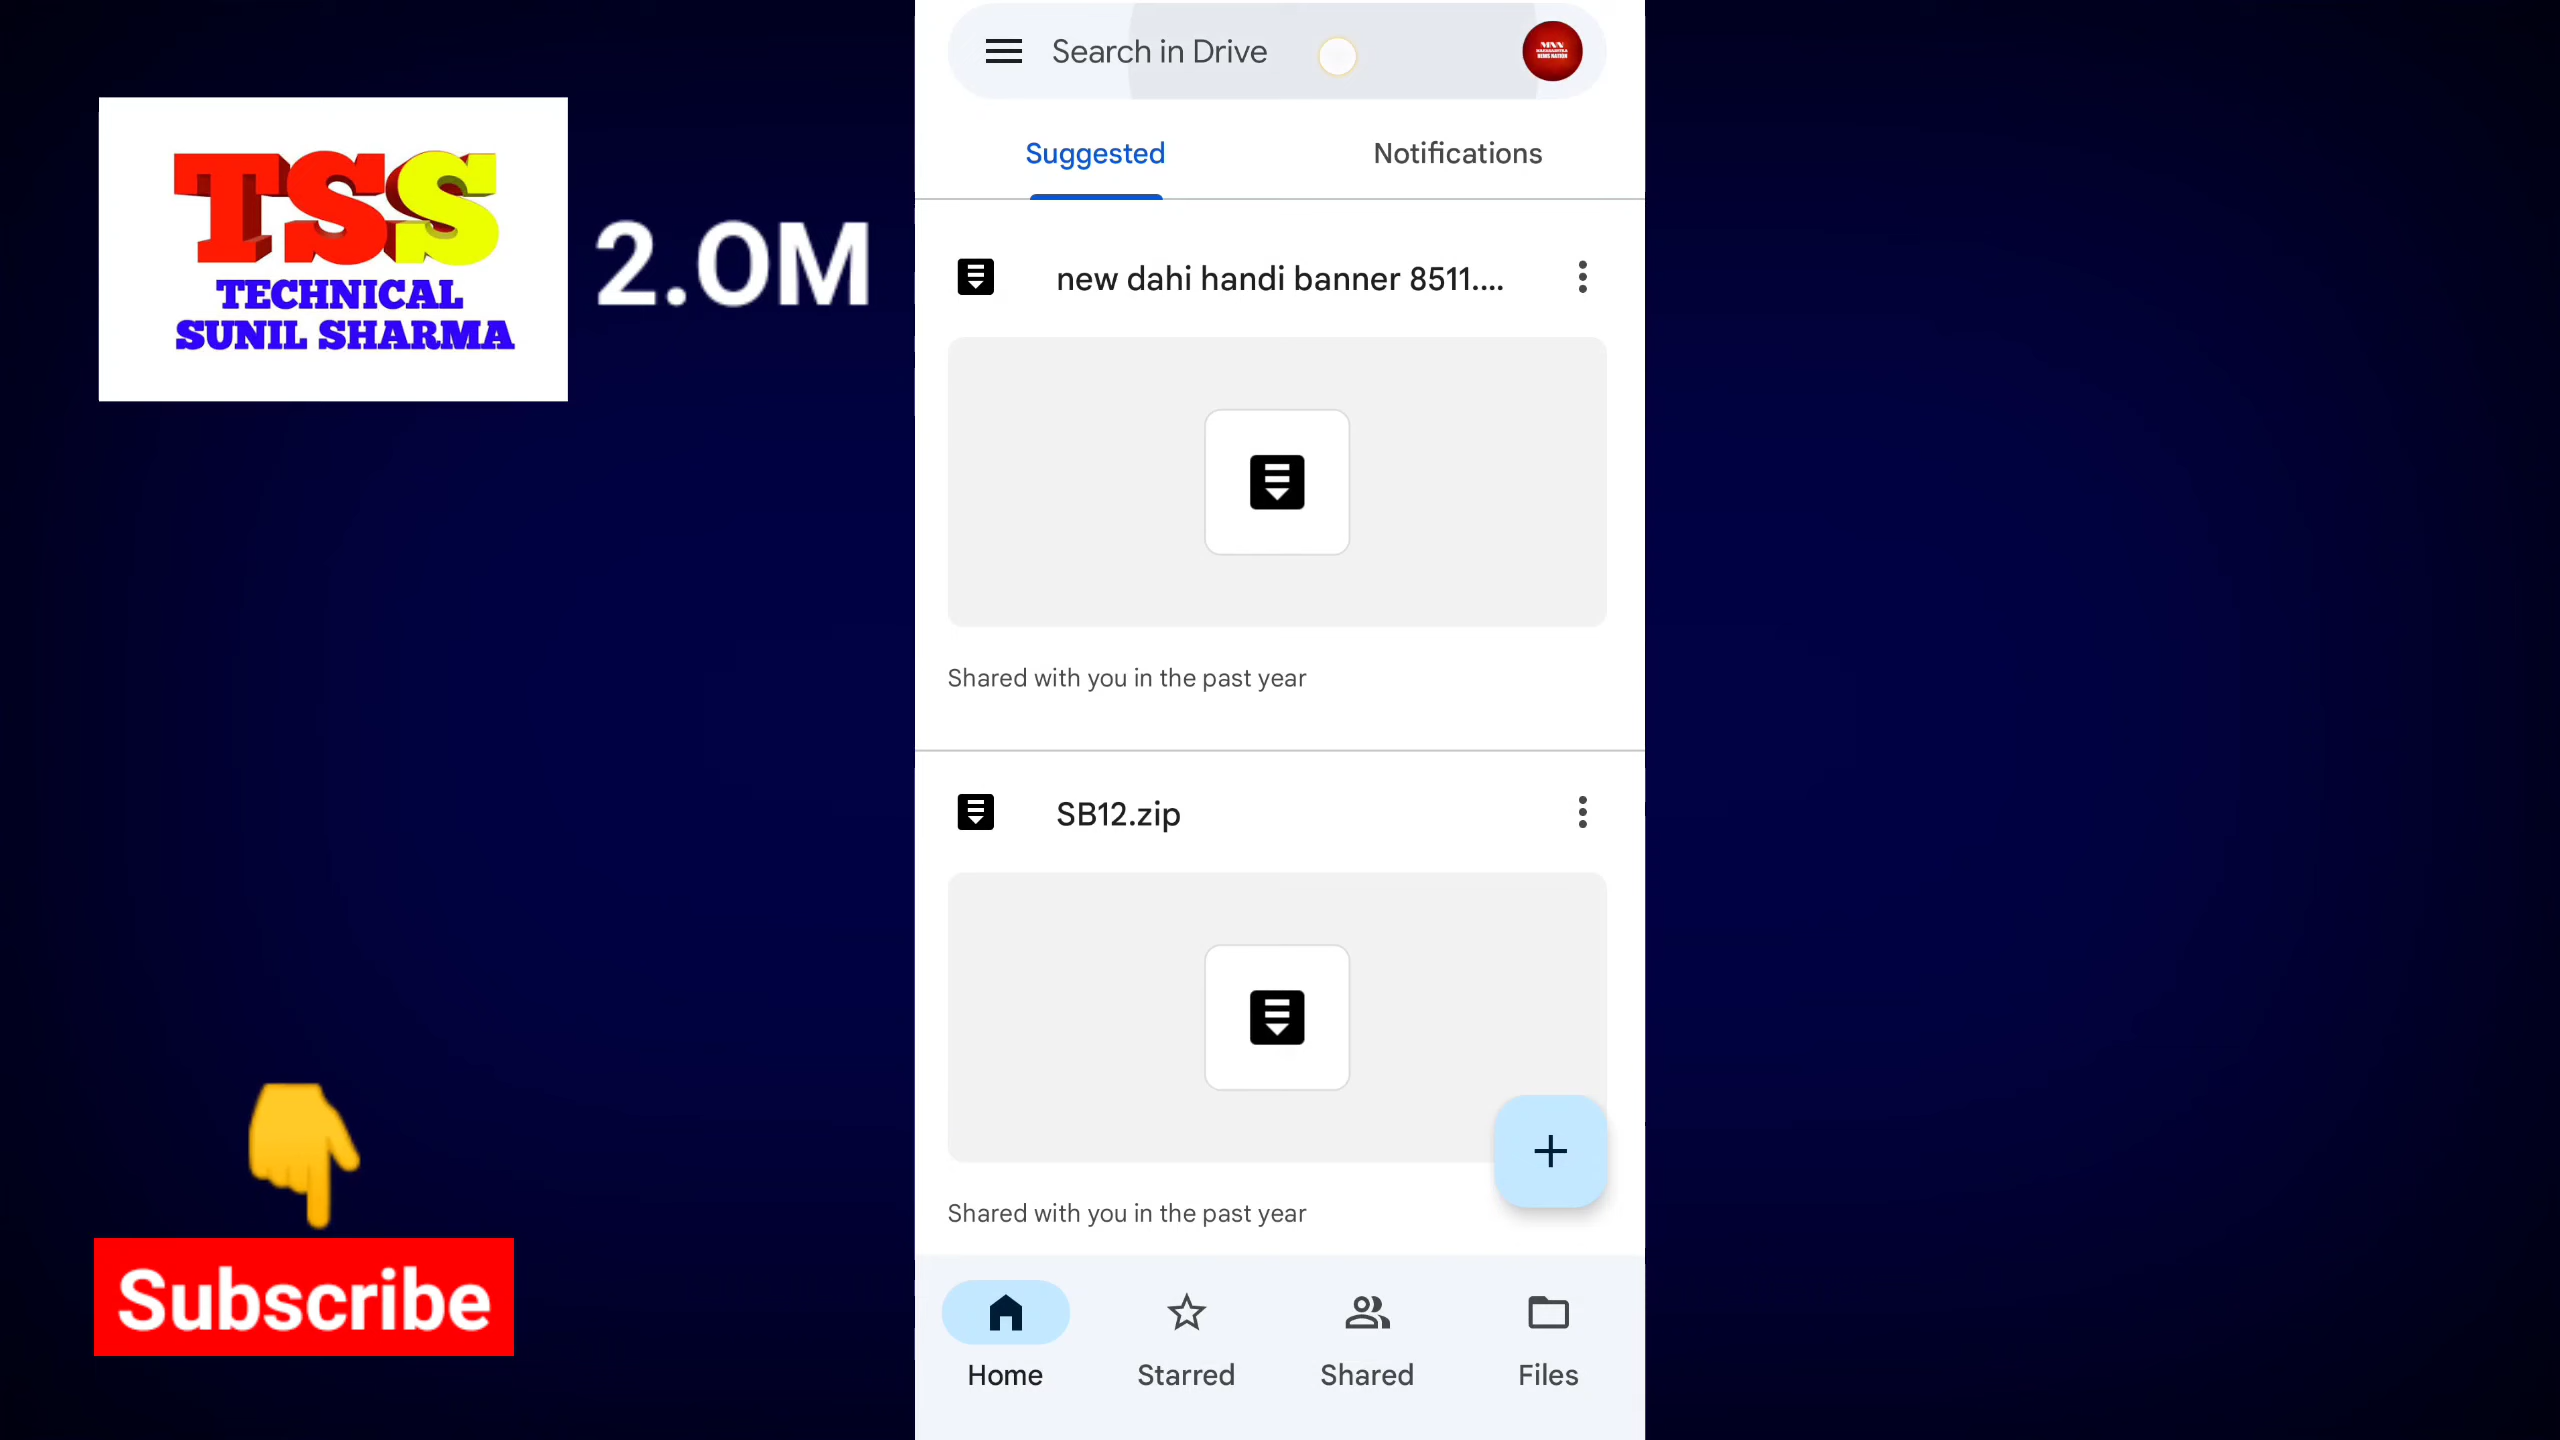 TSS
TECHNICAL
SUNIL SHARMA
2.0M
Subscribe
Search in Drive
Suggested
Notifications
new dahi handi banner 8511....
Shared with you in the past year
SB12.zip
Shared with you in the past year
Home
Starred
Shared
Files